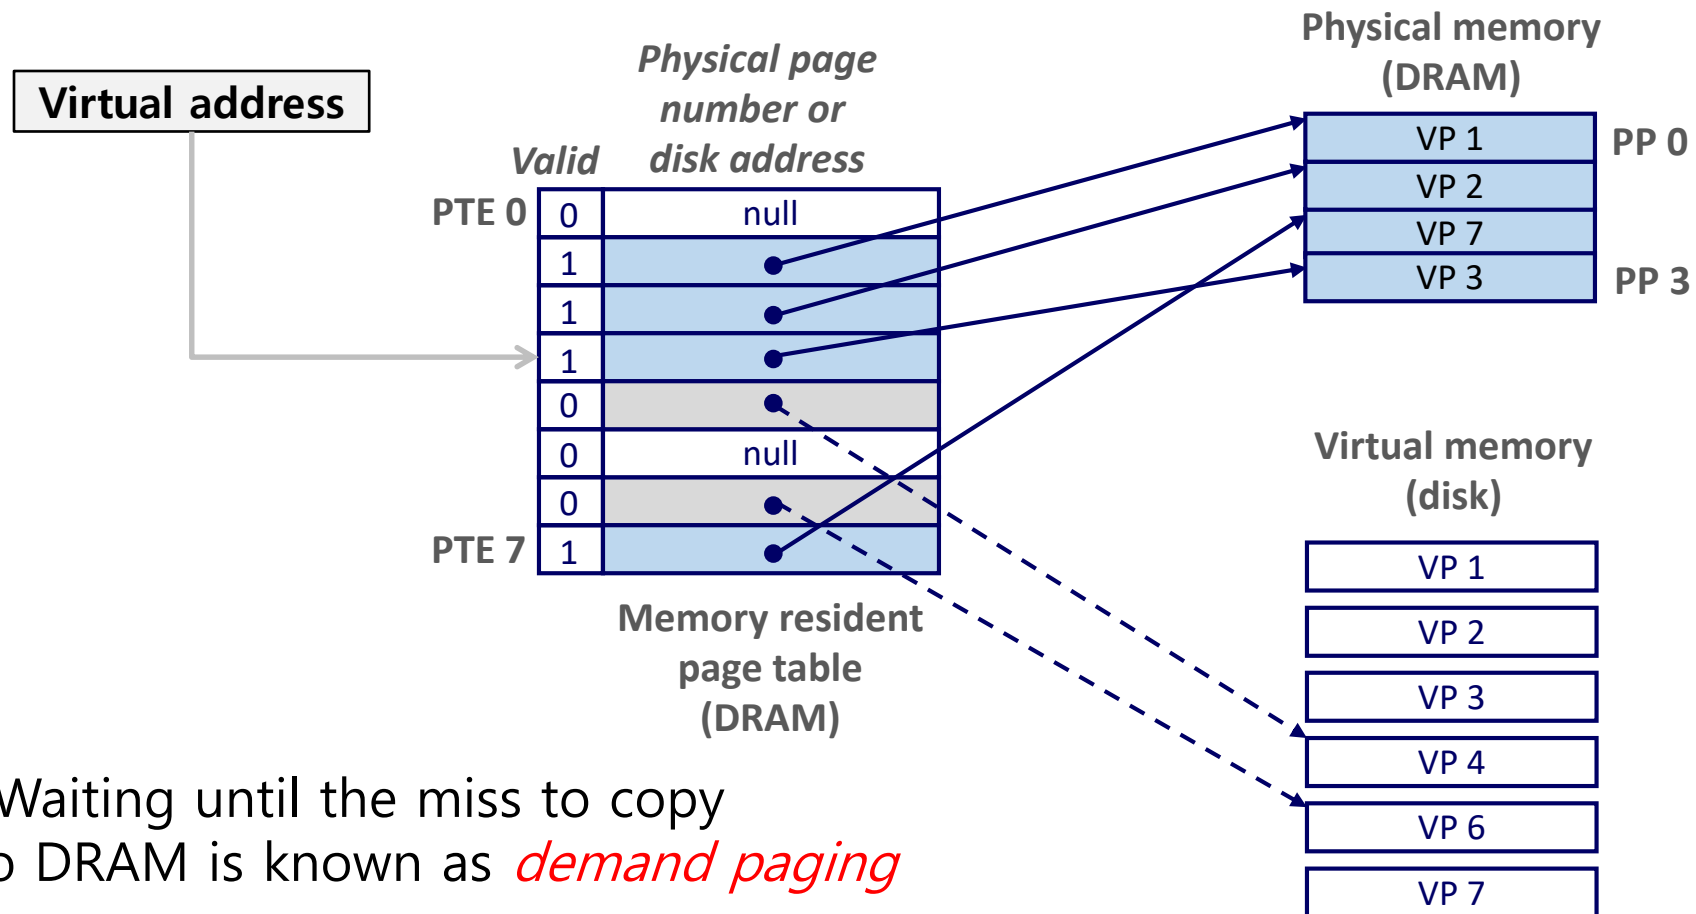 Virtual address
Physical page
number or
disk address
Valid
PTE 0
0 null
1
1
1
0
0 null
0
PTE 7 1
Memory resident
page table
(DRAM)
Physical memory
(DRAM)
VP 1 PP 0
VP 2
VP 7
VP 3 PP 3
Virtual memory
(disk)
VP 1
VP 2
VP 3
VP 4
VP 6
VP 7
Waiting until the miss to copy
o DRAM is known as demand paging